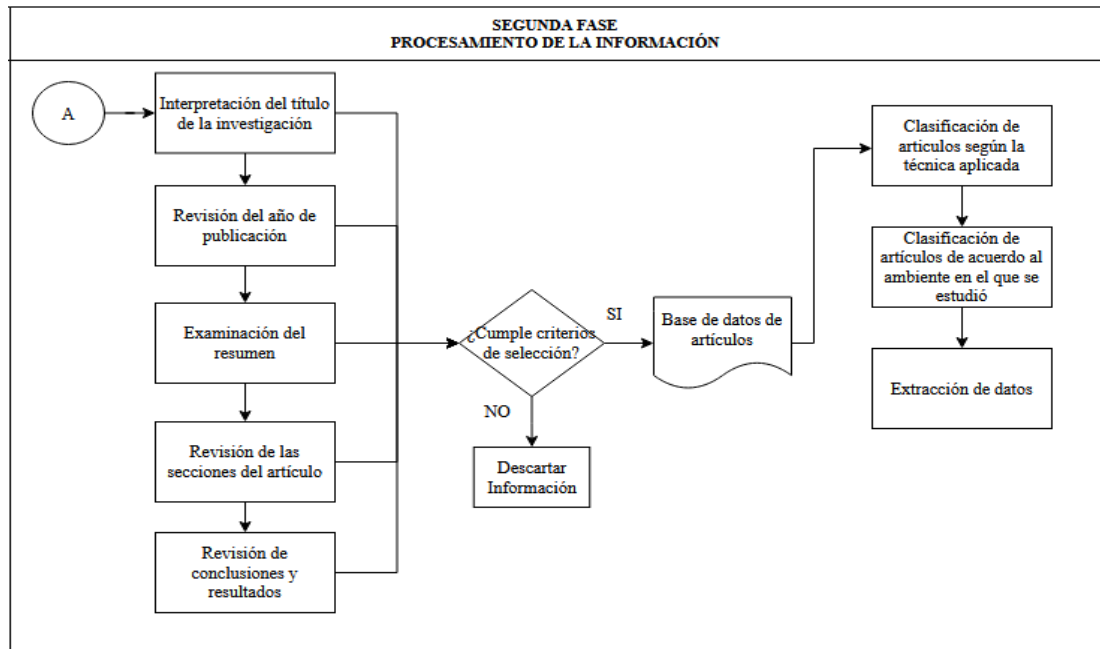 SEGUNDA FASE
PROCESAMIENTO DE LA INFORMACIÓN
A
Interpretación del título
de la investigación
Revisión del año de
publicación
Examinación del
resumen
Revisión de las
secciones del artículo
Revisión de
conclusiones y
resultados
¿Cumple criterios
de selección?
SI
NO
Descartar
Información
Base de datos de
artículos
Clasificación de
articulos según la
técnica aplicada
Clasificación de
artículos de acuerdo al
ambiente en el que se
estudió
Extracción de datos